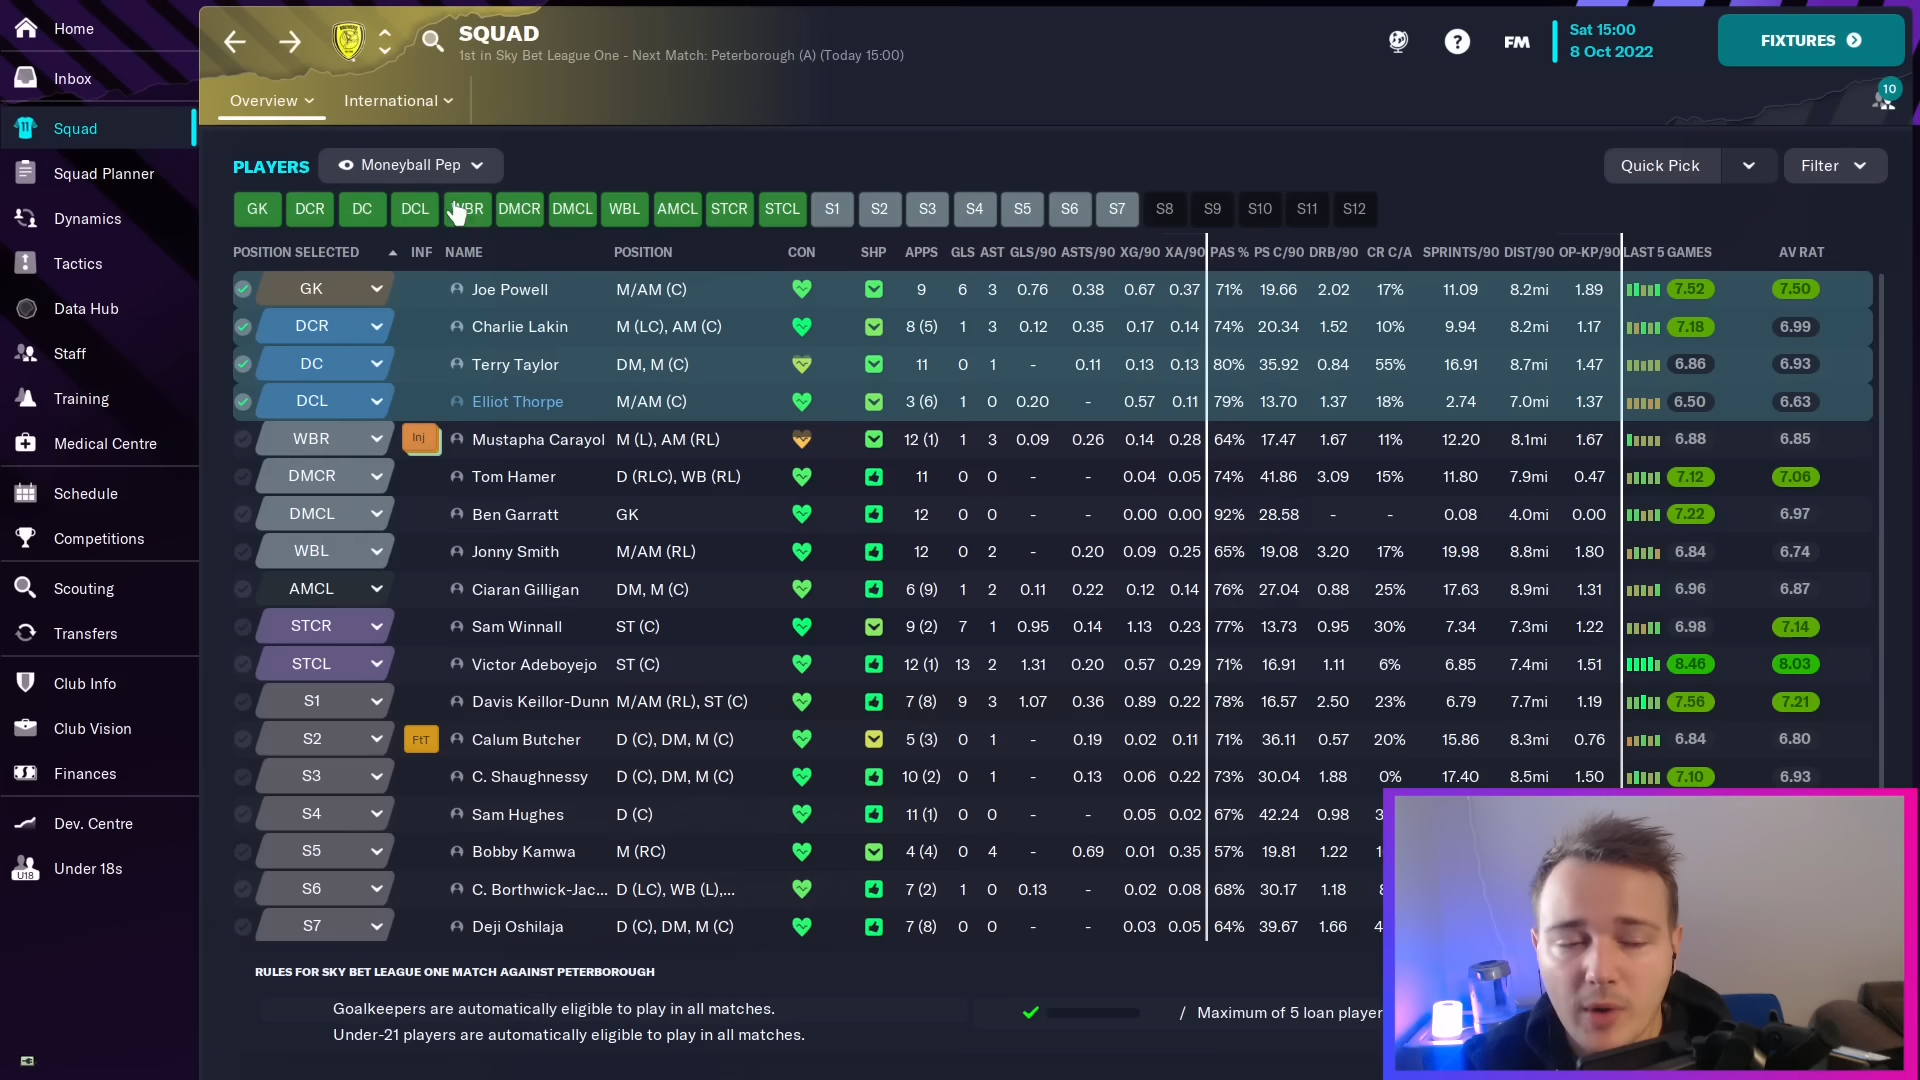 Home
Inbox
Squad
Squad Planner
Dynamics
Tactics
Data Hub
Staff
Training
Medical Centre
Schedule
Competitions
Scouting
Transfers
Club Info
Club Vision
Finances
Dev. Centre
U18 Under 18s
SQUAD
1st in Sky Bet League One - Next Match: Peterborough (A) (Today 15:00)
FM
Sat 15:00
8 Oct 2022
FIXTURES
Overview International
10
PLAYERS Moneyball Pep Quick Pick Filter
GK DCR DC DCL WBR DMCR DMCL WBL AMCL STCR STCL S1 S2 S3 S4 S5 S6 S7 S8 S9 S10 S11 S12
POSITION SELECTED INF NAME POSITION CON SHP APPS GLS AST GLS/90 ASTS/90 XG/90 XA/90 PAS % PS C/90 DRB/90 CR C/A SPRINTS/90 DIST/90 OP-KP/90 LAST 5 GAMES AV RAT
GK Joe Powell M/AM (C) 9 6 3 0.76 0.38 0.67 0.37 71% 19.66 2.02 17% 11.09 8.2mi 1.89 7.52 7.50
DCR Charlie Lakin M (LC), AM (C) 8 (5) 1 3 0.12 0.35 0.17 0.14 74% 20.34 1.52 10% 9.94 8.2mi 1.17 7.18 6.99
DC Terry Taylor DM, M (C) 11 0 1 - 0.11 0.13 0.13 80% 35.92 0.84 55% 16.91 8.7mi 1.47 6.86 6.93
DCL Elliot Thorpe M/AM (C) 3 (6) 1 0 0.20 - 0.57 0.11 79% 13.70 1.37 18% 2.74 7.0mi 1.37 6.50 6.63
WBR Inj Mustapha Carayol M (L), AM (RL) 12 (1) 1 3 0.09 0.26 0.14 0.28 64% 17.47 1.67 11% 12.20 8.1mi 1.67 6.88 6.85
DMCR Tom Hamer D (RLC), WB (RL) 11 0 0 - - 0.04 0.05 74% 41.86 3.09 15% 11.80 7.9mi 0.47 7.12 7.06
DMCL Ben Garratt GK 12 0 0 - - 0.00 0.00 92% 28.58 - - 0.08 4.0mi 0.00 7.22 6.97
WBL Jonny Smith M/AM (RL) 12 0 2 - 0.20 0.09 0.25 65% 19.08 3.20 17% 19.98 8.8mi 1.80 6.84 6.74
AMCL Ciaran Gilligan DM, M (C) 6 (9) 1 2 0.11 0.22 0.12 0.14 76% 27.04 0.88 25% 17.63 8.9mi 1.31 6.96 6.87
STCR Sam Winnall ST (C) 9 (2) 7 1 0.95 0.14 1.13 0.23 77% 13.73 0.95 30% 7.34 7.3mi 1.22 6.98 7.14
STCL Victor Adeboyejo ST (C) 12 (1) 13 2 1.31 0.20 0.57 0.29 71% 16.91 1.11 6% 6.85 7.4mi 1.51 8.46 8.03
S1 Davis Keillor-Dunn M/AM (RL), ST (C) 7 (8) 9 3 1.07 0.36 0.89 0.22 78% 16.57 2.50 23% 6.79 7.7mi 1.19 7.56 7.21
S2 FtT Calum Butcher D (C), DM, M (C) 5 (3) 0 1 - 0.19 0.02 0.11 71% 36.11 0.57 20% 15.86 8.3mi 0.76 6.84 6.80
S3 C. Shaughnessy D (C), DM, M (C) 10 (2) 0 1 - 0.13 0.06 0.22 73% 30.04 1.88 0% 17.40 8.5mi 1.50 7.10 6.93
S4 Sam Hughes D (C) 11 (1) 0 0 - - 0.05 0.02 67% 42.24 0.98
S5 Bobby Kamwa M (RC) 4 (4) 0 4 - 0.69 0.01 0.35 57% 19.81 1.22
S6 C. Borthwick-Jac... D (LC), WB (L),... 7 (2) 1 0 0.13 - 0.02 0.08 68% 30.17 1.18
S7 Deji Oshilaja D (C), DM, M (C) 7 (8) 0 0 - - 0.03 0.05 64% 39.67 1.66
RULES FOR SKY BET LEAGUE ONE MATCH AGAINST PETERBOROUGH
Goalkeepers are automatically eligible to play in all matches. / Maximum of 5 loan player
Under-21 players are automatically eligible to play in all matches.